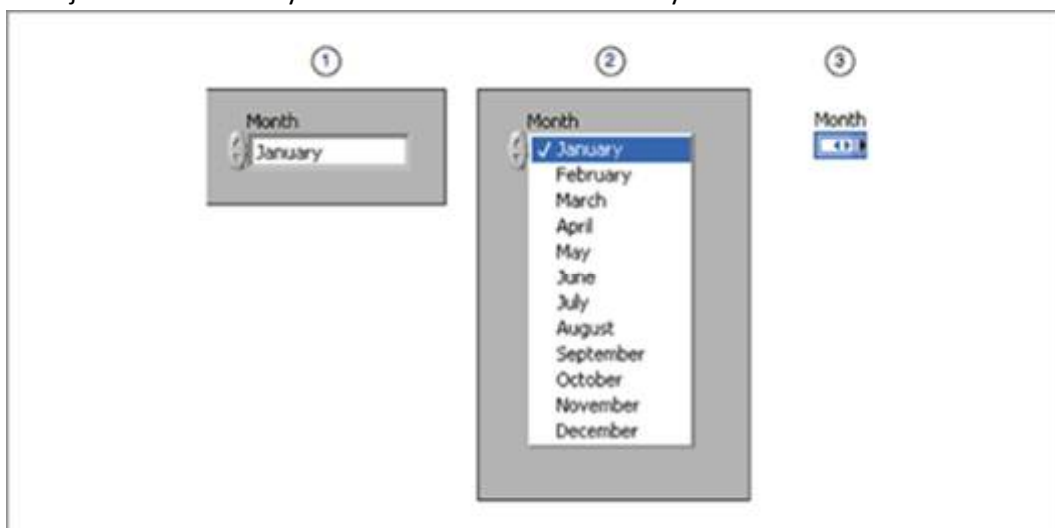 1
2
3
Month
January
Month
✓ January
February
March
April
May
June
July
August
September
October
November
December
Month